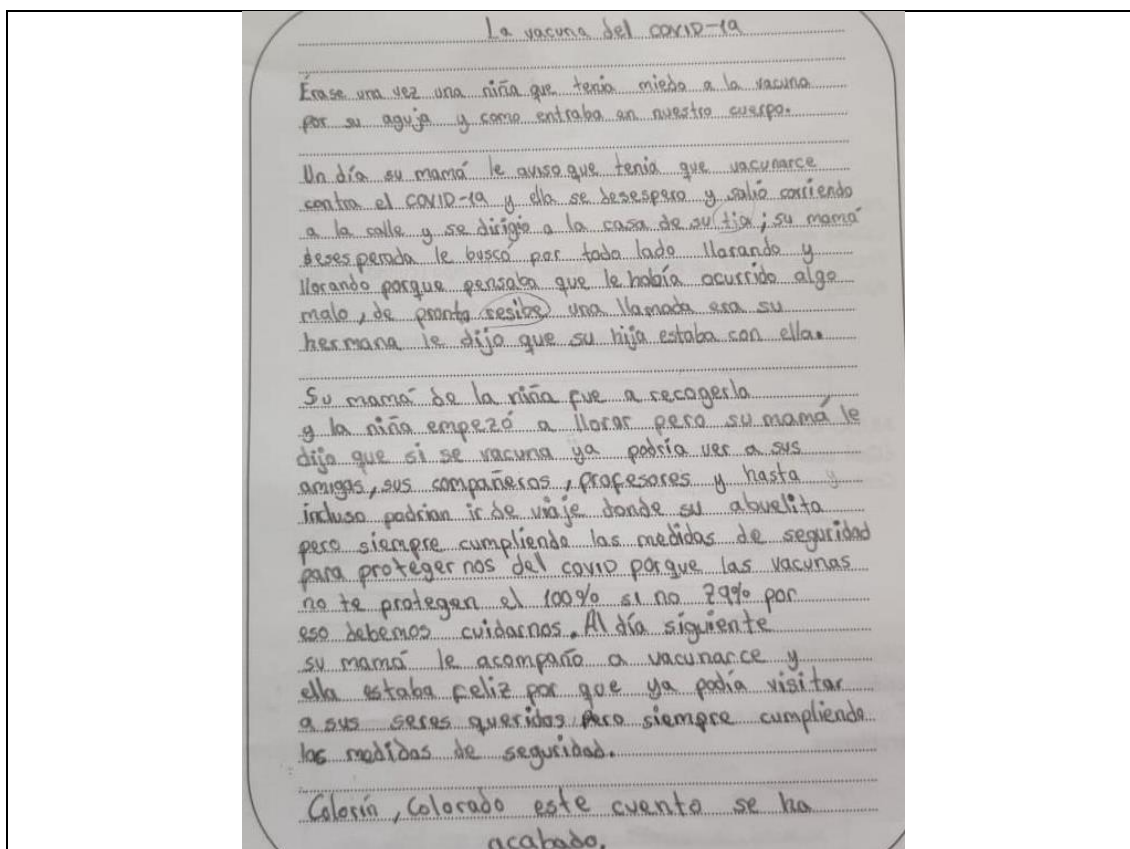 La vacuna del COVID-19
Érase una vez una niña que tenia miedo a la vacuna
por su aguja y como entraba en nuestro cuerpo.
Un día su mamá le aviso que tenia que vacunarce
contra el COVID-19 y ella se desespero y salió corriendo
a la calle y se dirigio a la casa de su tia; su mamá
desesperada le buscó por todo lado llorando y
llorando porque pensaba que le había ocurrido algo
malo, de pronto resibe una llamada era su
hermana le dijo que su hija estaba con ella.
Su mamá de la niña fue a recogerla
y la niña empezó a llorar pero su mamá le
dijo que si se vacuna ya podría ver a sus
amigas, sus compañeros, profesores y hasta y
incluso podrian ir de viaje donde su abuelita
pero siempre cumpliendo las medidas de seguridad
para proteger nos del covid porque las vacunas
no te protegen el 100% si no 79% por
eso debemos cuidarnos. Al día siguiente
su mamá le acompaño a vacunarce y
ella estaba feliz por que ya podía visitar
a sus seres queridos pero siempre cumpliendo
las medidas de seguridad.
Colorín, Colorado este cuento se ha
acabado.